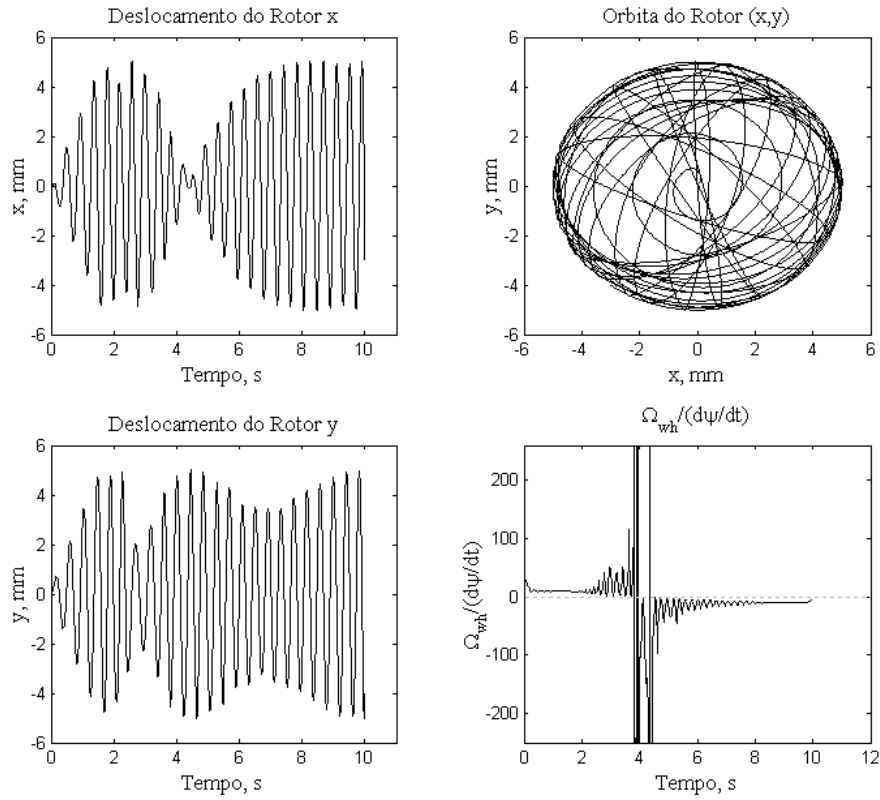 Deslocamento do Rotor x
6
4
2
0
-2
-4
-6
x, mm
0 2 4 6 8 10
Tempo, s
Orbita do Rotor (x,y)
6
4
2
0
-2
-4
-6
y, mm
-6 -4 -2 0 2 4 6
x, mm
Deslocamento do Rotor y
6
4
2
0
-2
-4
-6
y, mm
0 2 4 6 8 10
Tempo, s
Ω_wh/(dψ/dt)
200
100
0
-100
-200
Ω_wh/(dψ/dt)
0 2 4 6 8 10 12
Tempo, s